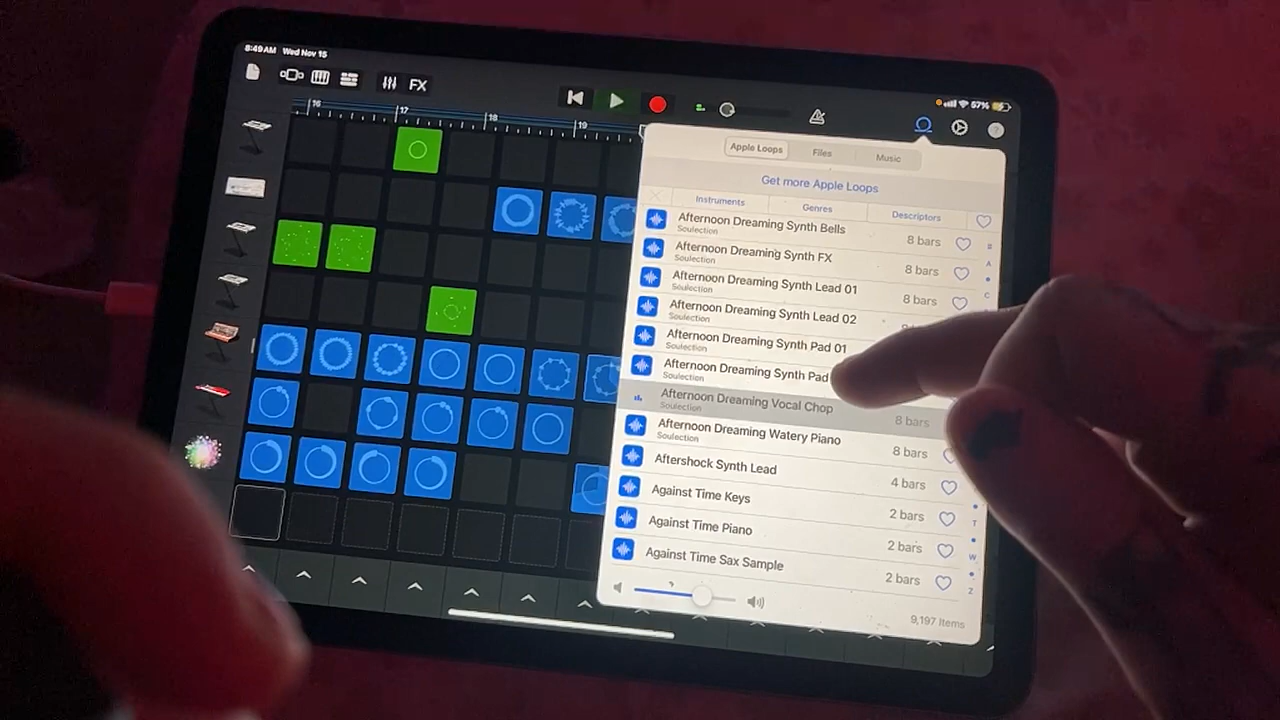 8:49 AM Wed Nov 15
57%
FX
16
17
18
19
Apple Loops Files Music
Get more Apple Loops
Instruments Genres Descriptors
Afternoon Dreaming Synth Bells
Soulection
8 bars
Afternoon Dreaming Synth FX
Soulection
8 bars
Afternoon Dreaming Synth Lead 01
Soulection
8 bars
Afternoon Dreaming Synth Lead 02
Soulection
Afternoon Dreaming Synth Pad 01
Soulection
Afternoon Dreaming Synth Pad
Soulection
Afternoon Dreaming Vocal Chop
Soulection
8 bars
Afternoon Dreaming Watery Piano
Soulection
8 bars
Aftershock Synth Lead
4 bars
Against Time Keys
2 bars
Against Time Piano
2 bars
Against Time Sax Sample
2 bars
9,197 Items